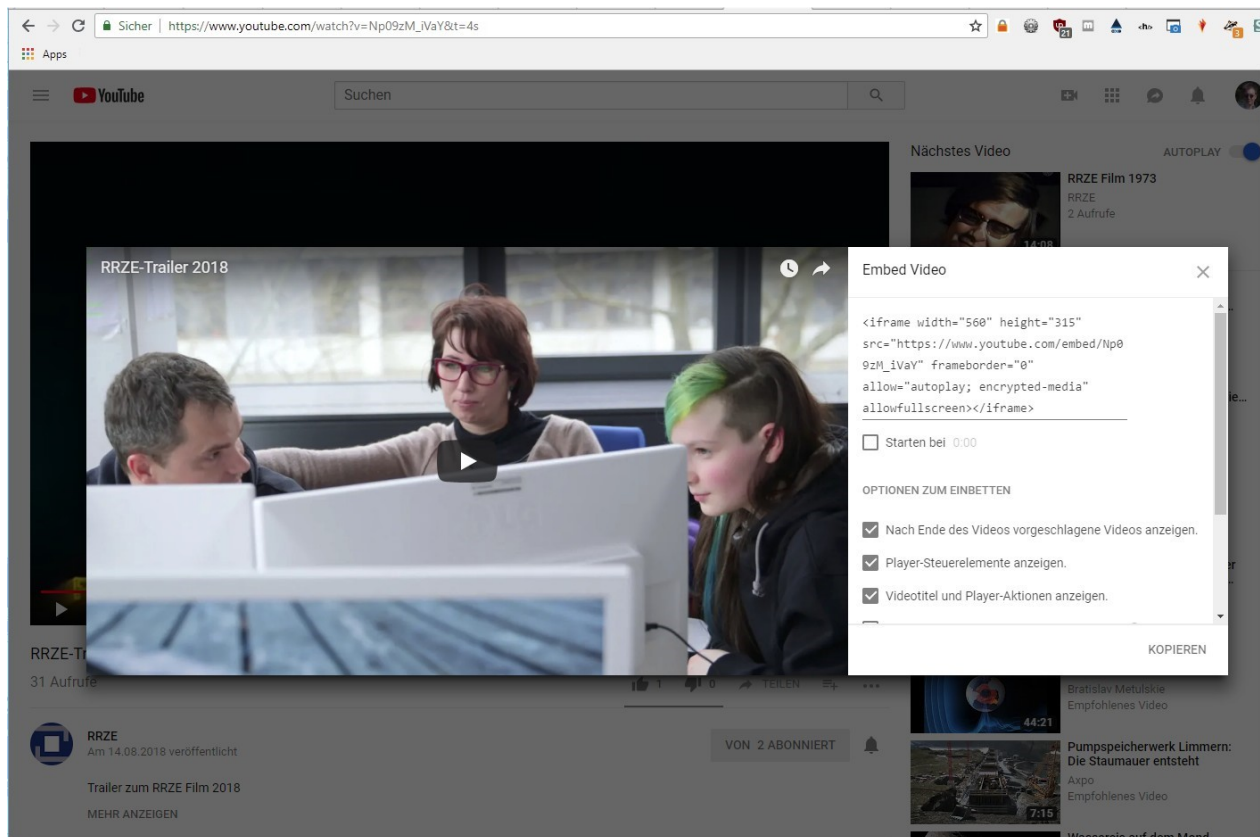 Sicher | https://www.youtube.com/watch?v=Np09zM_iVaY&t=4s
21
m
<h>
3
Apps
YouTube
Suchen
Nächstes Video
AUTOPLAY
RRZE Film 1973
RRZE
2 Aufrufe
14:08
RRZE-Trailer 2018
Embed Video
<iframe width="560" height="315"
src="https://www.youtube.com/embed/Np0
9zM_iVaY" frameborder="0"
allow="autoplay; encrypted-media"
allowfullscreen></iframe>
Starten bei 0:00
OPTIONEN ZUM EINBETTEN
Nach Ende des Videos vorgeschlagene Videos anzeigen.
Player-Steuerelemente anzeigen.
Videotitel und Player-Aktionen anzeigen.
KOPIEREN
RRZE-Tr
31 Aufrufe
1
0
TEILEN
RRZE
Am 14.08.2018 veröffentlicht
VON 2 ABONNIERT
Trailer zum RRZE Film 2018
MEHR ANZEIGEN
Bratislav Metulskie
Empfohlenes Video
44:21
Pumpspeicherwerk Limmern:
Die Staumauer entsteht
Axpo
Empfohlenes Video
7:15